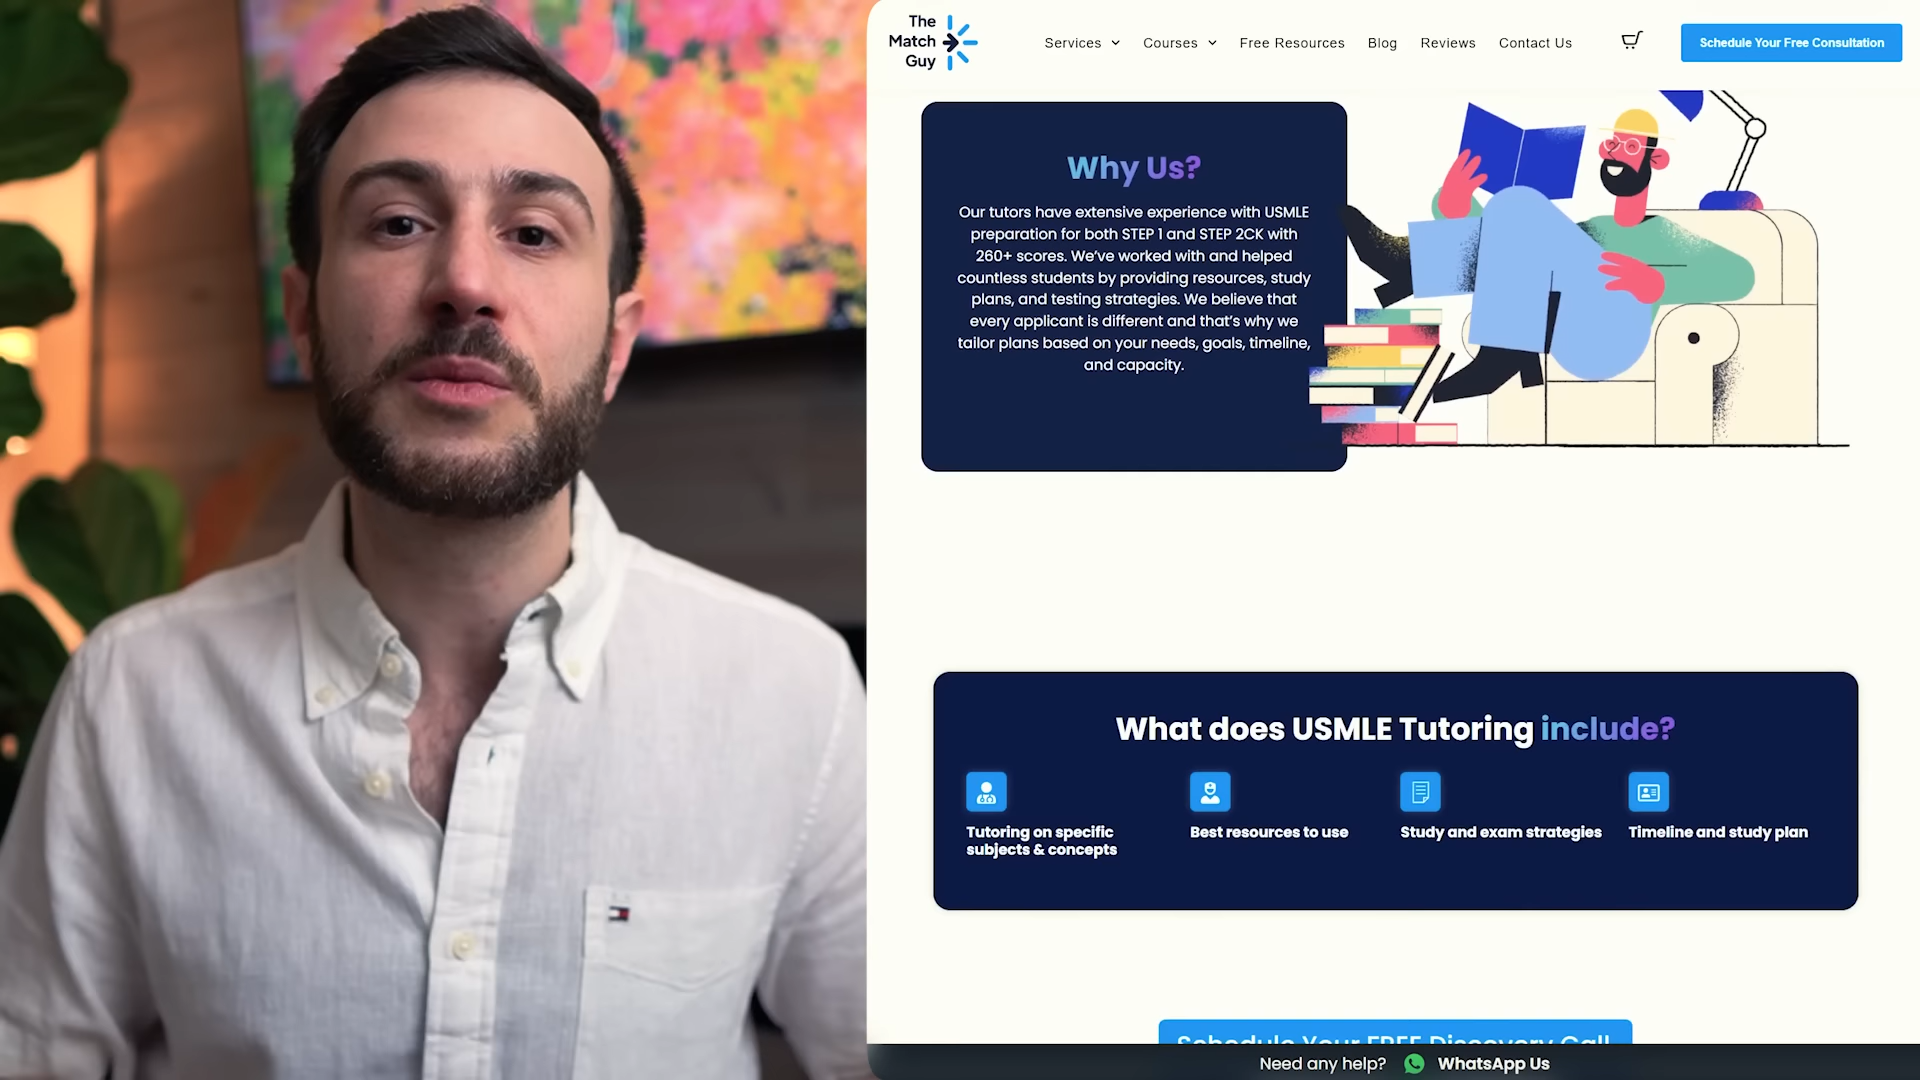 The
Match
Guy
Services
Courses
Free Resources
Blog
Reviews
Contact Us
Schedule Your Free Consultation
Why Us?
Our tutors have extensive experience with USMLE
preparation for both STEP 1 and STEP 2CK with
260+ scores. We’ve worked with and helped
countless students by providing resources, study
plans, and testing strategies. We believe that
every applicant is different and that’s why we
tailor plans based on your needs, goals, timeline,
and capacity.
What does USMLE Tutoring include?
Tutoring on specific
subjects & concepts
Best resources to use
Study and exam strategies
Timeline and study plan
Schedule Your FREE Discovery Call
Need any help?
WhatsApp Us